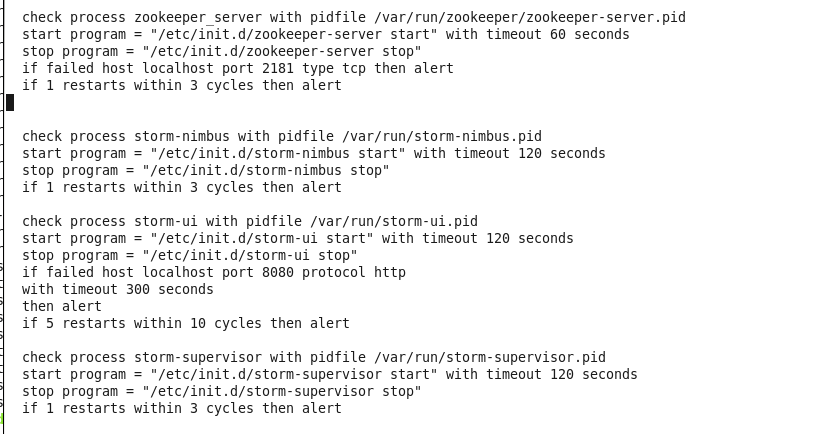 check process zookeeper_server with pidfile /var/run/zookeeper/zookeeper-server.pid
start program = "/etc/init.d/zookeeper-server start" with timeout 60 seconds
stop program = "/etc/init.d/zookeeper-server stop"
if failed host localhost port 2181 type tcp then alert
if 1 restarts within 3 cycles then alert
check process storm-nimbus with pidfile /var/run/storm-nimbus.pid
start program = "/etc/init.d/storm-nimbus start" with timeout 120 seconds
stop program = "/etc/init.d/storm-nimbus stop"
if 1 restarts within 3 cycles then alert
check process storm-ui with pidfile /var/run/storm-ui.pid
start program = "/etc/init.d/storm-ui start" with timeout 120 seconds
stop program = "/etc/init.d/storm-ui stop"
if failed host localhost port 8080 protocol http
with timeout 300 seconds
then alert
if 5 restarts within 10 cycles then alert
check process storm-supervisor with pidfile /var/run/storm-supervisor.pid
start program = "/etc/init.d/storm-supervisor start" with timeout 120 seconds
stop program = "/etc/init.d/storm-supervisor stop"
if 1 restarts within 3 cycles then alert